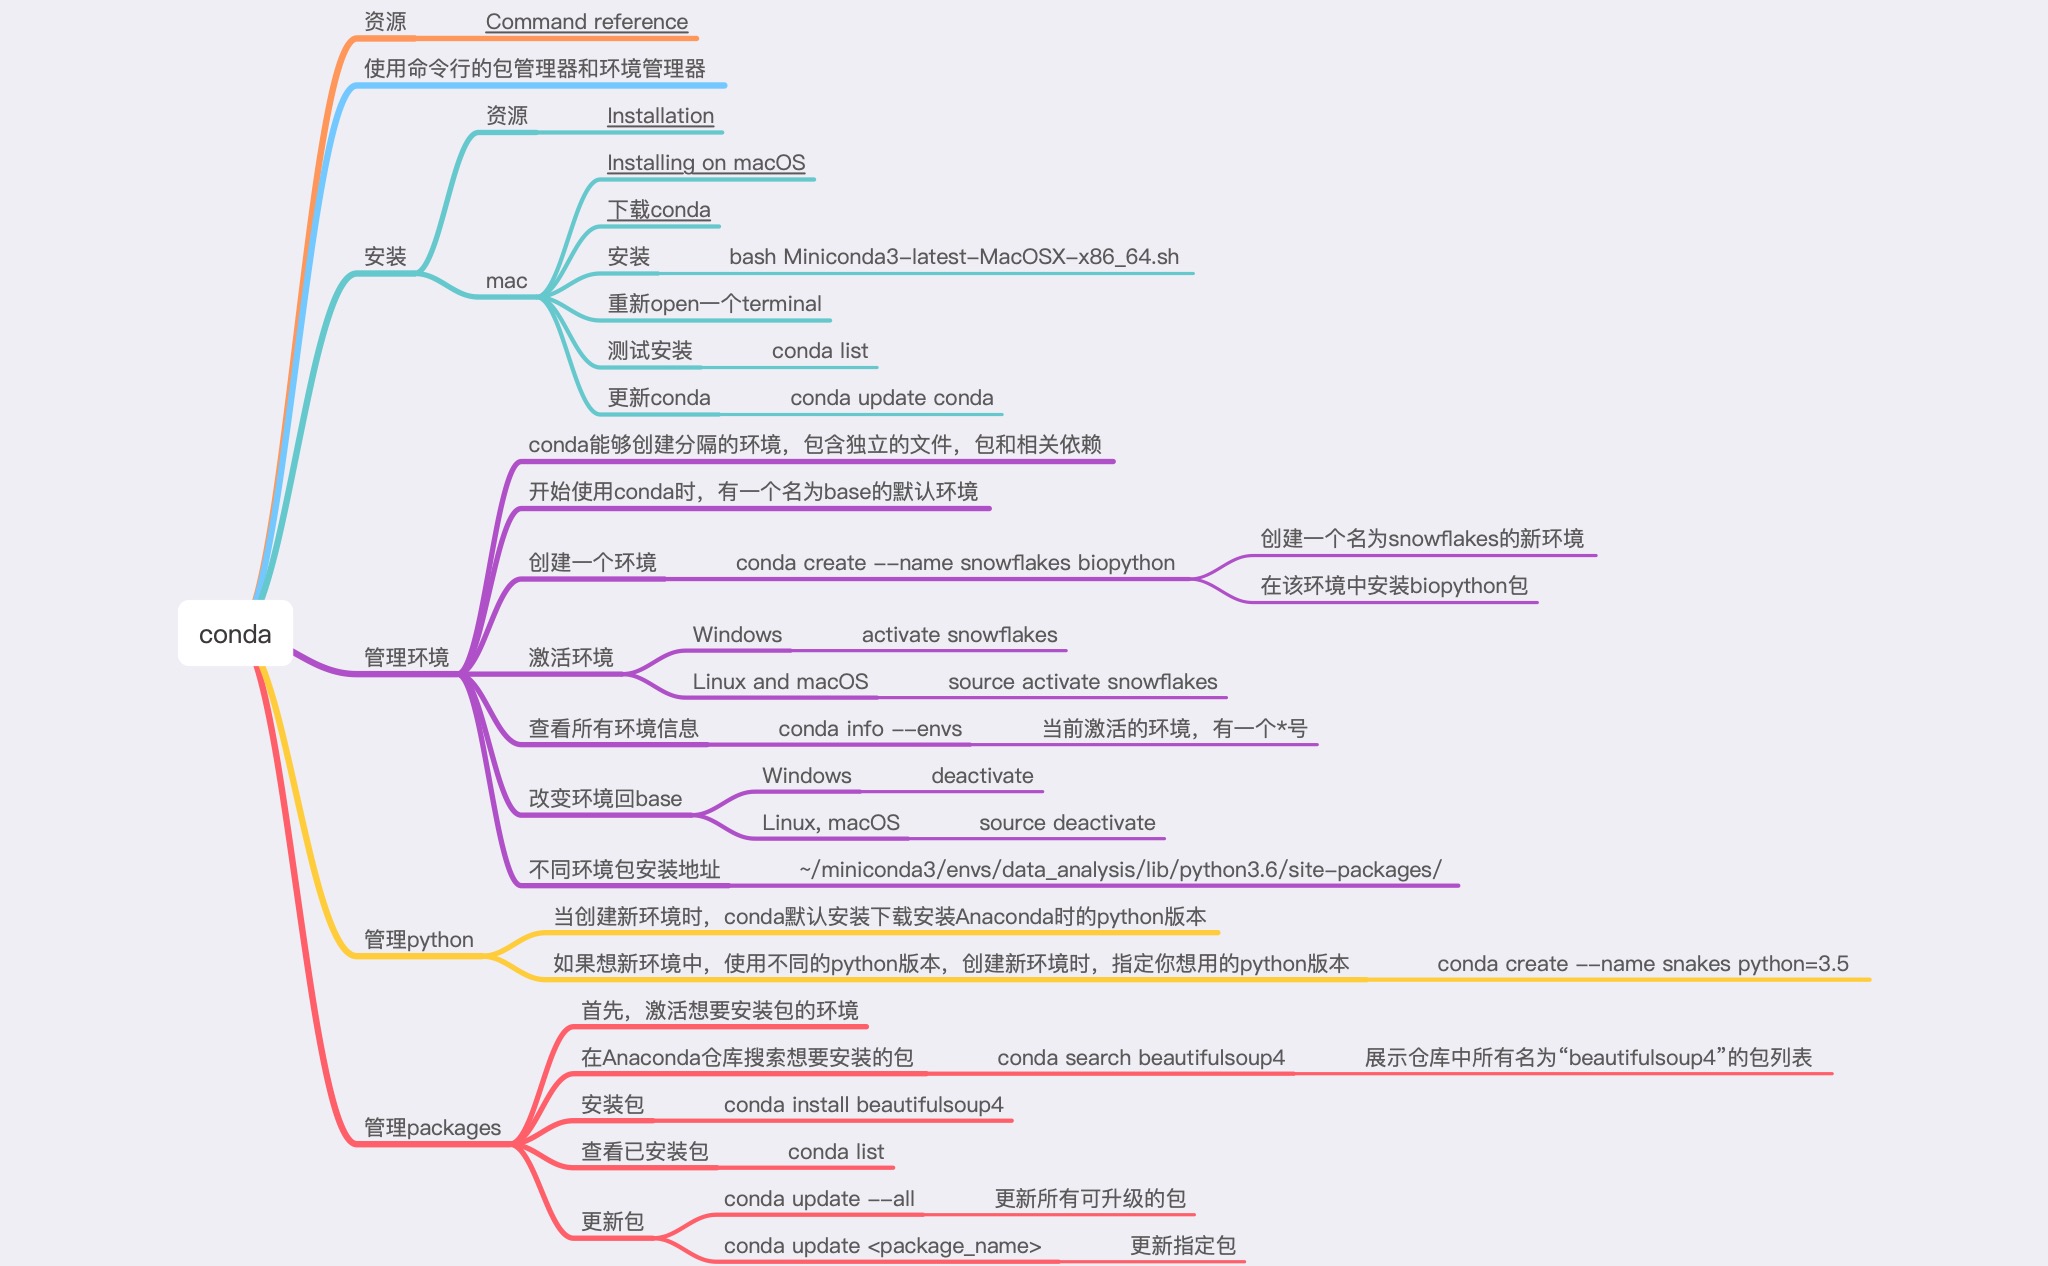 资源 Command reference
使用命令行的包管理器和环境管理器
资源 Installation
Installing on macOS
下载conda
安装
安装 bash Miniconda3-latest-MacOSX-x86_64.sh
mac
重新open一个terminal
测试安装 conda list
更新conda conda update conda
conda能够创建分隔的环境，包含独立的文件，包和相关依赖
开始使用conda时，有一个名为base的默认环境
创建一个名为snowflakes的新环境
创建一个环境 conda create --name snowflakes biopython
在该环境中安装biopython包
conda
Windows activate snowflakes
管理环境
激活环境
Linux and macOS source activate snowflakes
查看所有环境信息 conda info --envs 当前激活的环境，有一个*号
Windows deactivate
改变环境回base
Linux, macOS source deactivate
不同环境包安装地址 ~/miniconda3/envs/data_analysis/lib/python3.6/site-packages/
当创建新环境时，conda默认安装下载安装Anaconda时的python版本
管理python
如果想新环境中，使用不同的python版本，创建新环境时，指定你想用的python版本 conda create --name snakes python=3.5
首先，激活想要安装包的环境
在Anaconda仓库搜索想要安装的包 conda search beautifulsoup4 展示仓库中所有名为“beautifulsoup4”的包列表
安装包 conda install beautifulsoup4
管理packages
查看已安装包 conda list
conda update --all 更新所有可升级的包
更新包
conda update <package_name> 更新指定包